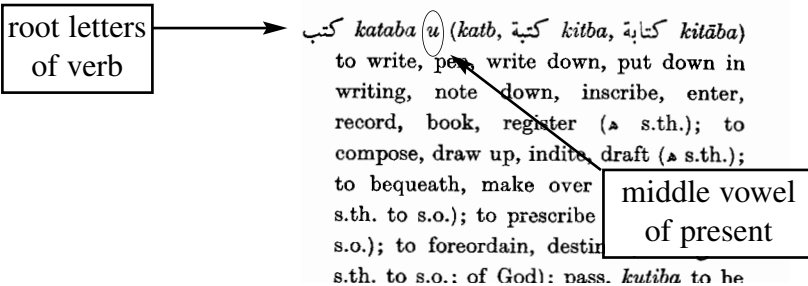 root letters
of verb
كتب kataba u (katb, كتبة kitba, كتابة kitāba)
to write, pen, write down, put down in
writing, note down, inscribe, enter,
record, book, register (ه s.th.); to
compose, draw up, indite, draft (ه s.th.);
to bequeath, make over
s.th. to s.o.); to prescribe
s.o.); to foreordain, destin
s.th. to s.o.; of God); pass. kutiba to be
middle vowel
of present